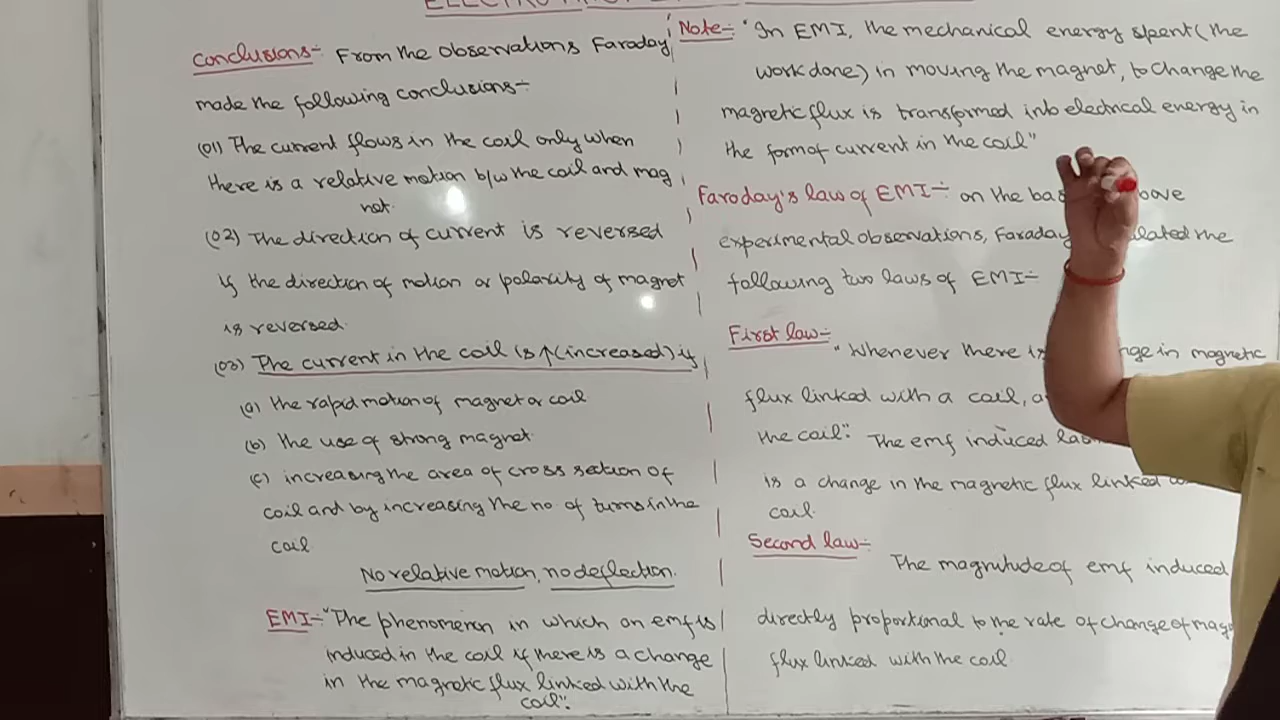 Conclusions:- From the observations Faraday
made the following conclusions:-
(01) The current flows in the coil only when
there is a relative motion b/w the coil and mag
net.
(02) The direction of current is reversed
if the direction of motion or polarity of magnet
is reversed.
(03) The current in the coil is ↑(increased) if
(a) the rapid motion of magnet or coil
(b) the use of strong magnet
(c) increasing the area of cross section of
coil and by increasing the no. of turns in the
coil
No relative motion, no deflection.
EMI:- "The phenomenon in which an emf is
induced in the coil if there is a change
in the magnetic flux linked with the
coil".
Note:- "In EMI, the mechanical energy spent (the
work done) in moving the magnet, to change the
magnetic flux is transformed into electrical energy in
the form of current in the coil"
Faraday's law of EMI:- on the
experimental observations, Faraday the
following two laws of EMI:-
First law:-
"Whenever there in magnetic
flux linked with a coil,
the coil". The emf induced
is a change in the magnetic flux linked
coil.
Second law:-
The magnitude of emf induced
directly proportional to the rate of change of
flux linked with the coil